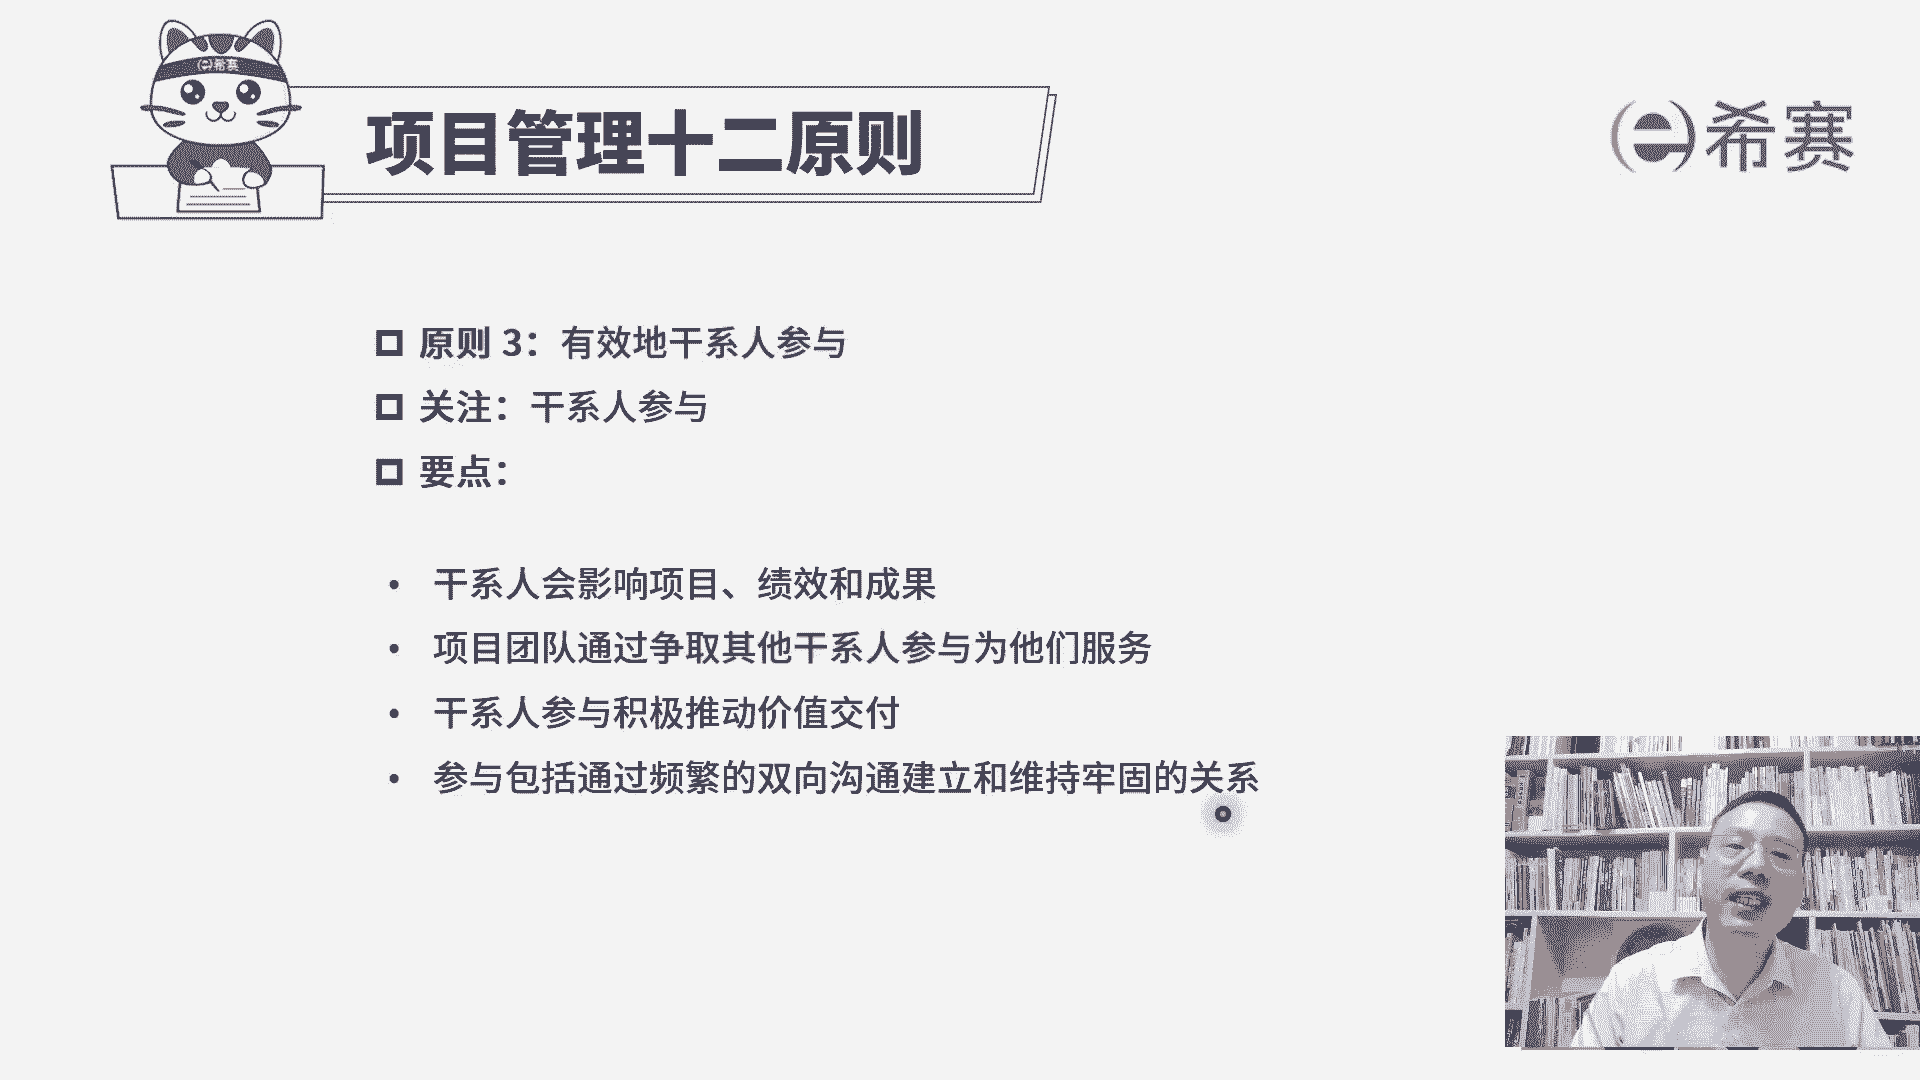 希赛
项目管理十二原则
希赛
原则 3：有效地干系人参与
关注：干系人参与
要点：
• 干系人会影响项目、绩效和成果
• 项目团队通过争取其他干系人参与为他们服务
• 干系人参与积极推动价值交付
• 参与包括通过频繁的双向沟通建立和维持牢固的关系